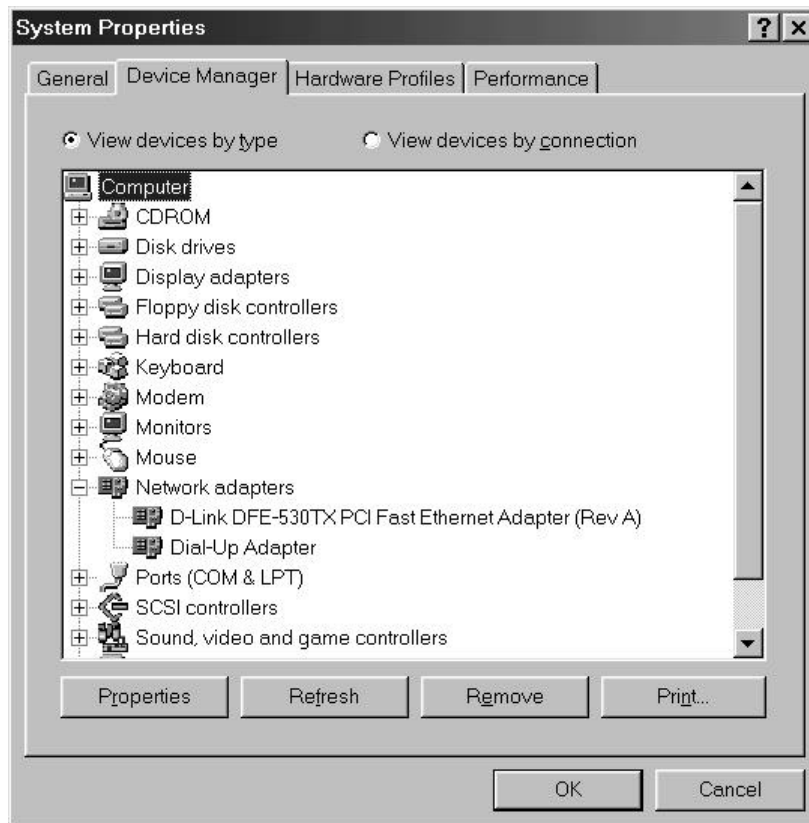 System Properties
General
Device Manager
Hardware Profiles
Performance
View devices by type
View devices by connection
Computer
CDROM
Disk drives
Display adapters
Floppy disk controllers
Hard disk controllers
Keyboard
Modem
Monitors
Mouse
Network adapters
D-Link DFE-530TX PCI Fast Ethernet Adapter (Rev A)
Dial-Up Adapter
Ports (COM & LPT)
SCSI controllers
Sound, video and game controllers
Properties
Refresh
Remove
Print...
OK
Cancel